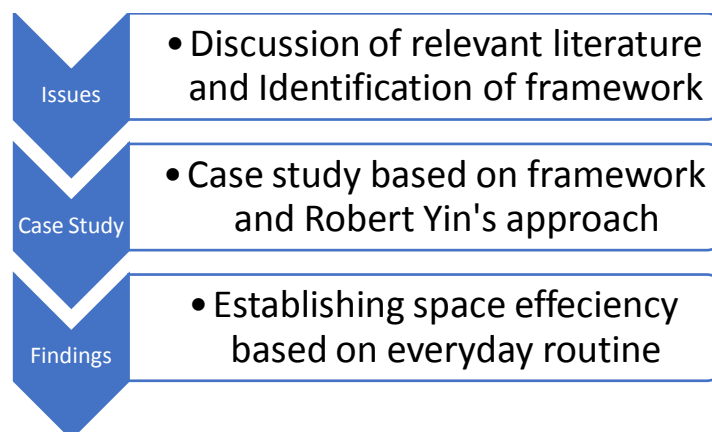 Issues
• Discussion of relevant literature
and Identification of framework
Case Study
• Case study based on framework
and Robert Yin's approach
Findings
• Establishing space effeciency
based on everyday routine